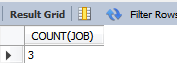 Result Grid Filter Rows
COUNT(JOB)
3